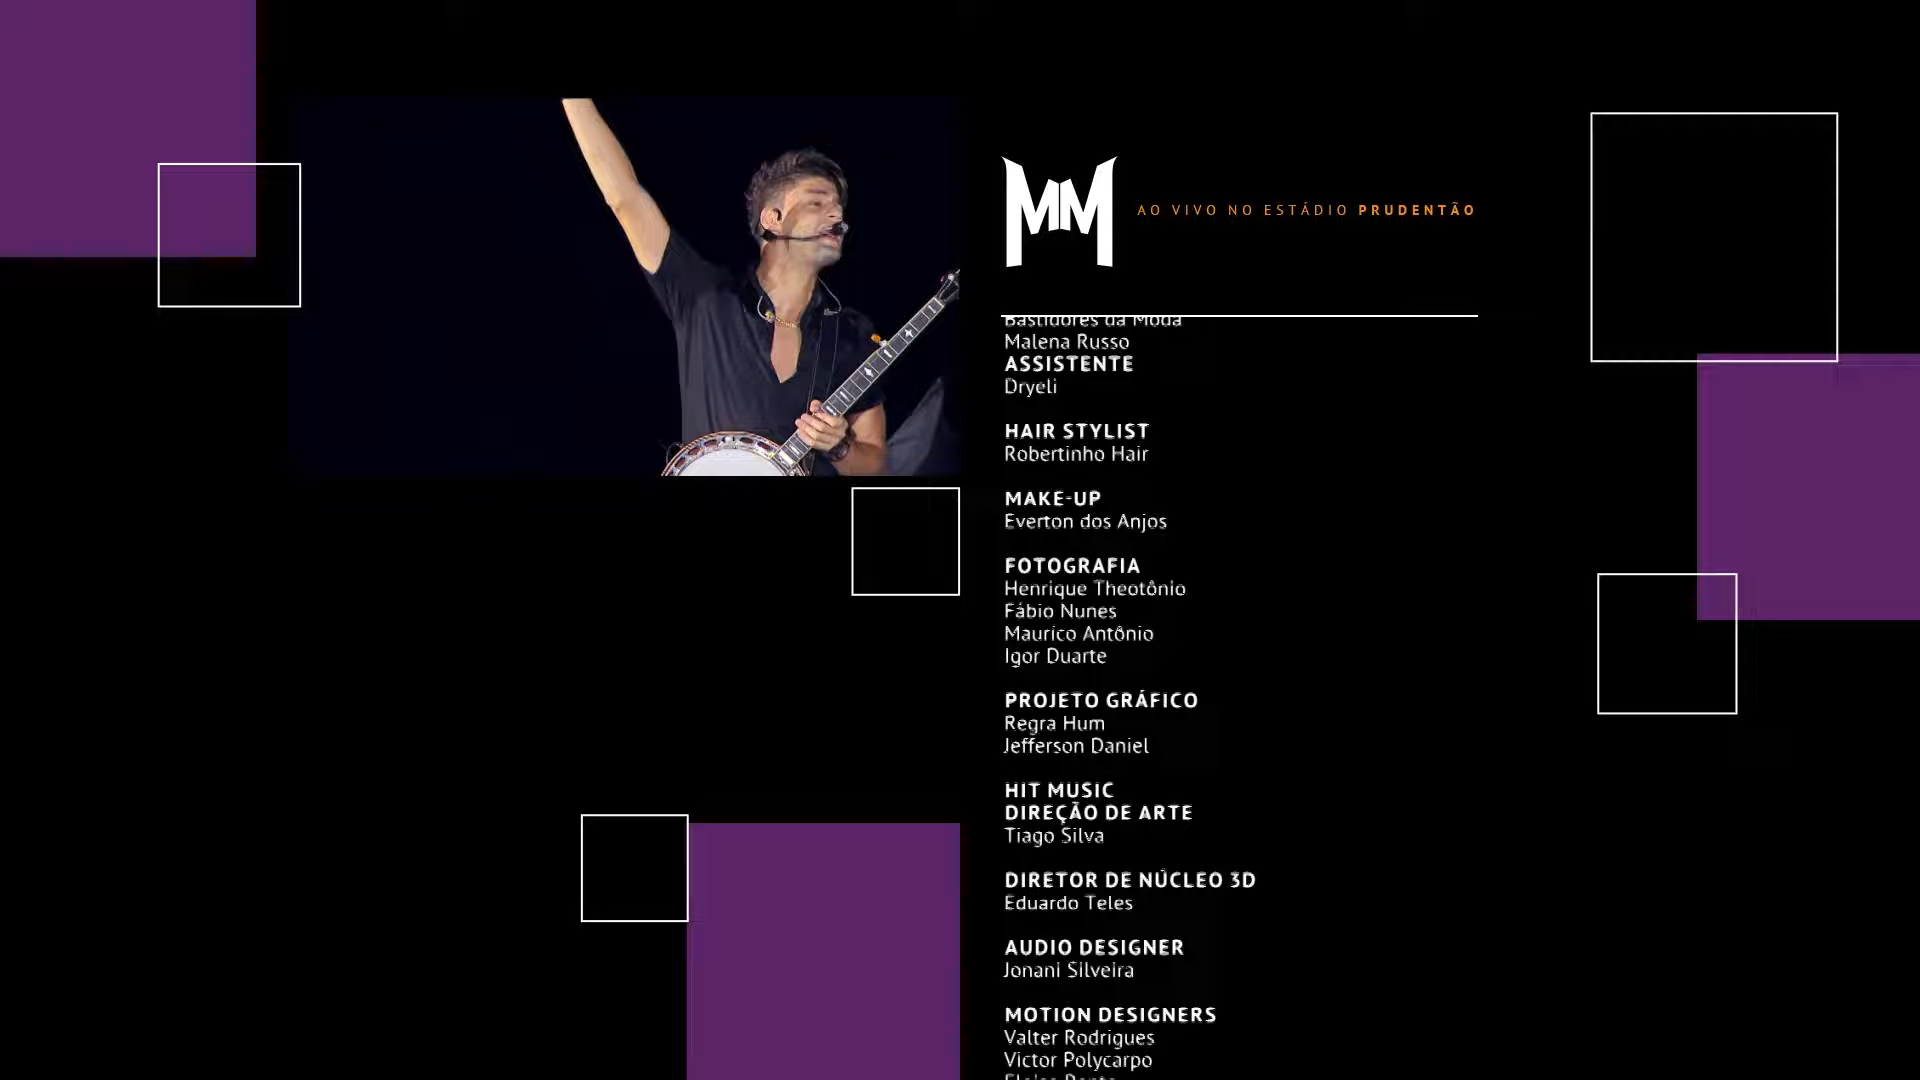 MM
AO VIVO NO ESTÁDIO PRUDENTÃO
Bastidores da Moda
Malena Russo
ASSISTENTE
Dryeli
HAIR STYLIST
Robertinho Hair
MAKE-UP
Everton dos Anjos
FOTOGRAFIA
Henrique Theotônio
Fábio Nunes
Maurico Antônio
Igor Duarte
PROJETO GRÁFICO
Regra Hum
Jefferson Daniel
HIT MUSIC
DIREÇÃO DE ARTE
Tiago Silva
DIRETOR DE NÚCLEO 3D
Eduardo Teles
AUDIO DESIGNER
Jonani Silveira
MOTION DESIGNERS
Valter Rodrigues
Victor Polycarpo